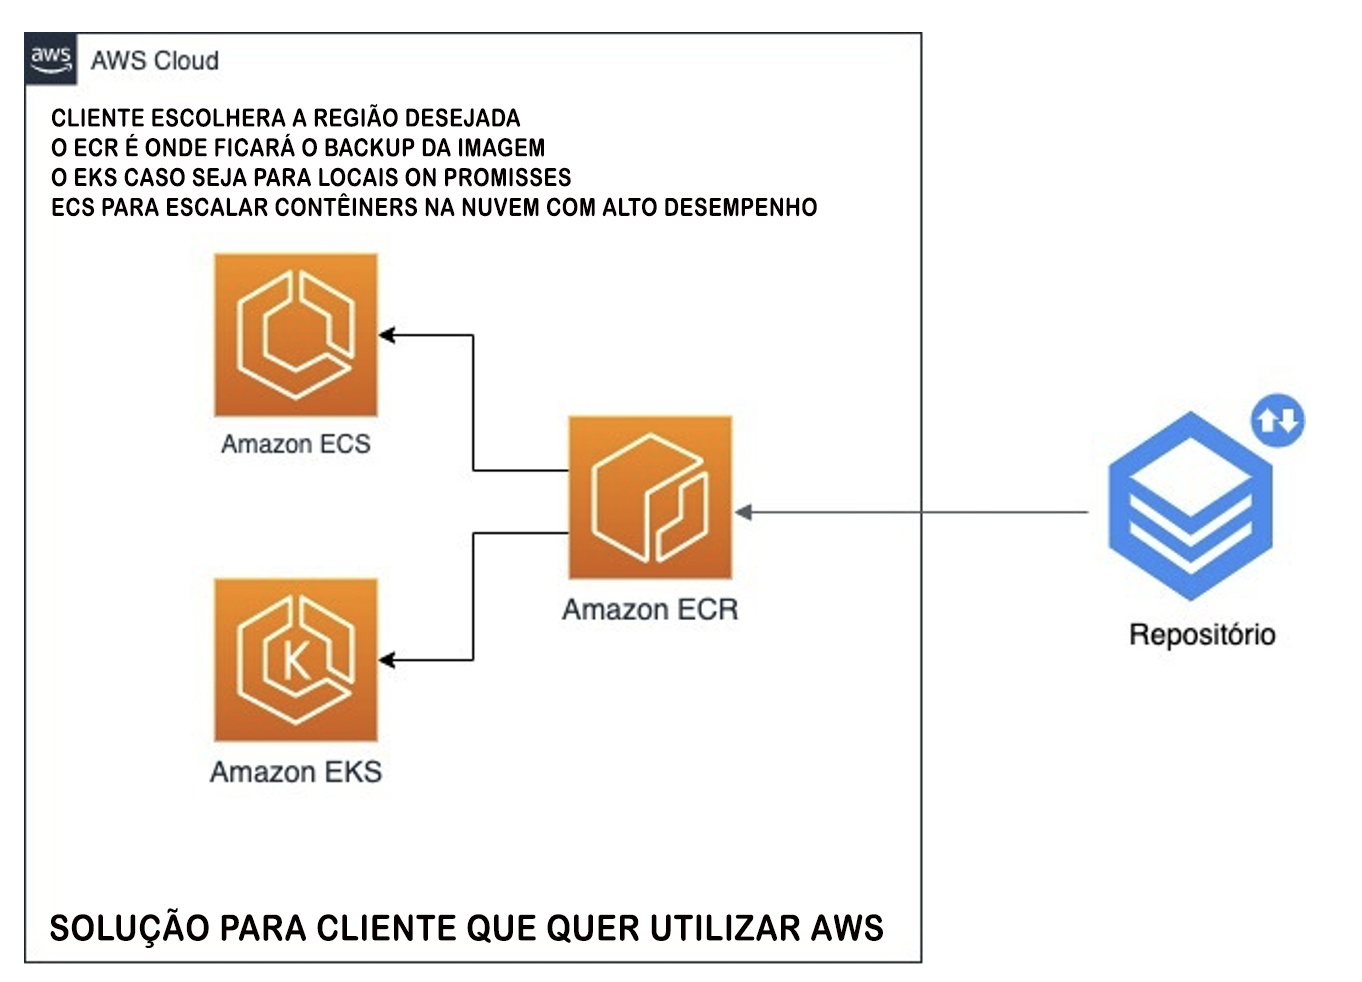 aws
AWS Cloud
CLIENTE ESCOLHERA A REGIÃO DESEJADA
O ECR É ONDE FICARÁ O BACKUP DA IMAGEM
O EKS CASO SEJA PARA LOCAIS ON PROMISSES
ECS PARA ESCALAR CONTÊINERS NA NUVEM COM ALTO DESEMPENHO
Amazon ECS
Amazon ECR
Repositório
K
Amazon EKS
SOLUÇÃO PARA CLIENTE QUE QUER UTILIZAR AWS